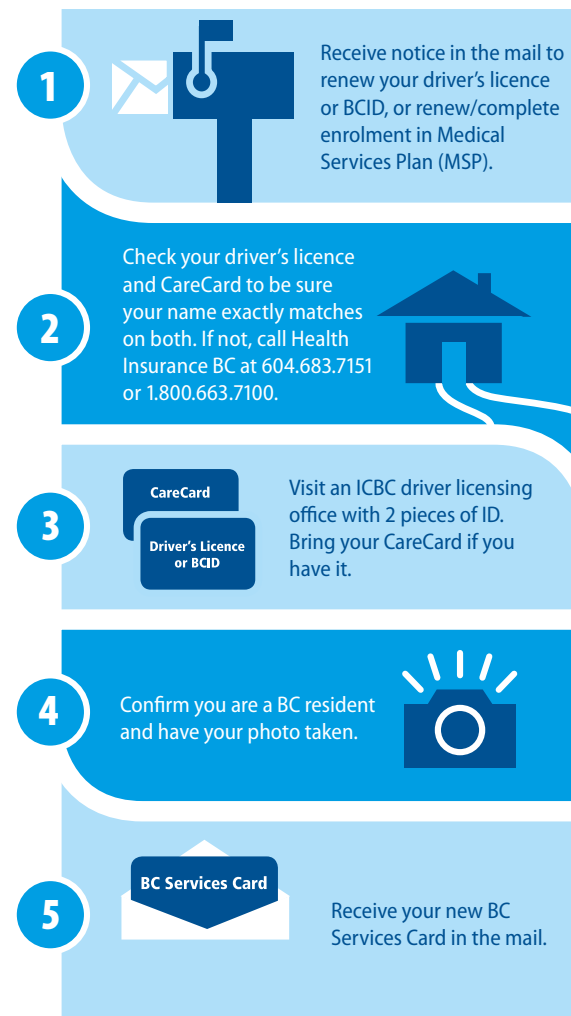 1
Receive notice in the mail to
renew your driver’s licence
or BCID, or renew/complete
enrolment in Medical
Services Plan (MSP).
2
Check your driver’s licence
and CareCard to be sure
your name exactly matches
on both. If not, call Health
Insurance BC at 604.683.7151
or 1.800.663.7100.
3
CareCard
Driver’s Licence
or BCID
Visit an ICBC driver licensing
office with 2 pieces of ID.
Bring your CareCard if you
have it.
4
Confirm you are a BC resident
and have your photo taken.
5
BC Services Card
Receive your new BC
Services Card in the mail.